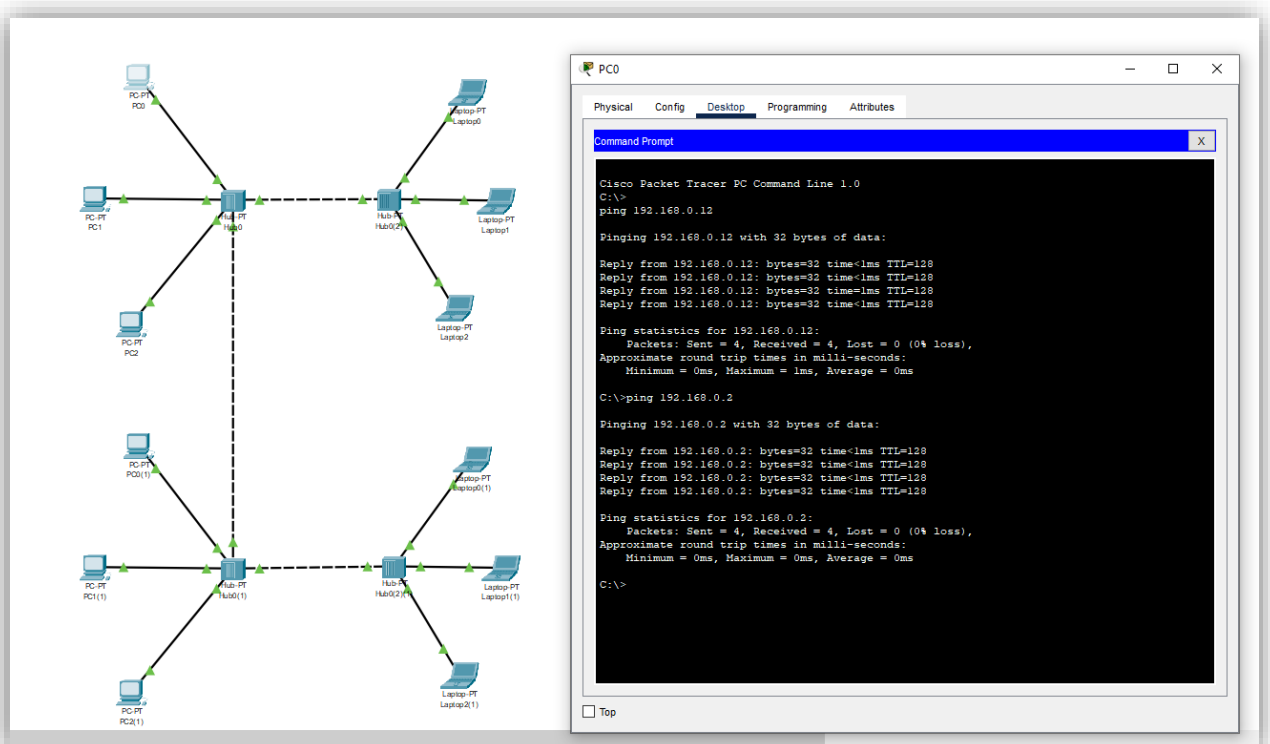 PC-PT
PC0
Laptop-PT
Laptop0
PC-PT
PC1
Hub-PT
Hub0
Hub-PT
Hub0(2)
Laptop-PT
Laptop1
PC-PT
PC2
Laptop-PT
Laptop2
PC-PT
PC0(1)
Laptop-PT
Laptop0(1)
PC-PT
PC1(1)
Hub-PT
Hub0(1)
Hub-PT
Hub0(2)(1)
Laptop-PT
Laptop1(1)
PC-PT
PC2(1)
Laptop-PT
Laptop2(1)
PC0
Physical Config Desktop Programming Attributes
Command Prompt X
Cisco Packet Tracer PC Command Line 1.0
C:\>
ping 192.168.0.12
Pinging 192.168.0.12 with 32 bytes of data:
Reply from 192.168.0.12: bytes=32 time<1ms TTL=128
Reply from 192.168.0.12: bytes=32 time<1ms TTL=128
Reply from 192.168.0.12: bytes=32 time=1ms TTL=128
Reply from 192.168.0.12: bytes=32 time<1ms TTL=128
Ping statistics for 192.168.0.12:
Packets: Sent = 4, Received = 4, Lost = 0 (0% loss),
Approximate round trip times in milli-seconds:
Minimum = 0ms, Maximum = 1ms, Average = 0ms
C:\>ping 192.168.0.2
Pinging 192.168.0.2 with 32 bytes of data:
Reply from 192.168.0.2: bytes=32 time<1ms TTL=128
Reply from 192.168.0.2: bytes=32 time<1ms TTL=128
Reply from 192.168.0.2: bytes=32 time<1ms TTL=128
Reply from 192.168.0.2: bytes=32 time<1ms TTL=128
Ping statistics for 192.168.0.2:
Packets: Sent = 4, Received = 4, Lost = 0 (0% loss),
Approximate round trip times in milli-seconds:
Minimum = 0ms, Maximum = 0ms, Average = 0ms
C:\>
Top